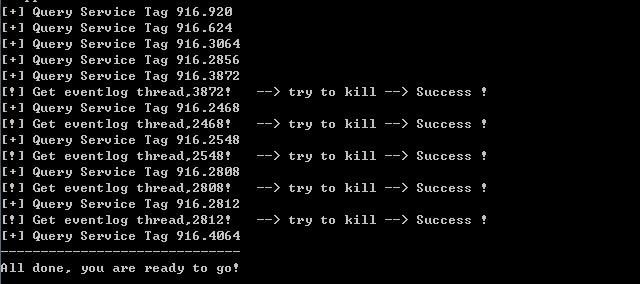 [+] Query Service Tag 916.920
[+] Query Service Tag 916.624
[+] Query Service Tag 916.3064
[+] Query Service Tag 916.2856
[+] Query Service Tag 916.3872
[!] Get eventlog thread,3872!   --> try to kill --> Success !
[+] Query Service Tag 916.2468
[!] Get eventlog thread,2468!   --> try to kill --> Success !
[+] Query Service Tag 916.2548
[!] Get eventlog thread,2548!   --> try to kill --> Success !
[+] Query Service Tag 916.2808
[!] Get eventlog thread,2808!   --> try to kill --> Success !
[+] Query Service Tag 916.2812
[!] Get eventlog thread,2812!   --> try to kill --> Success !
[+] Query Service Tag 916.4064
------------------------------
All done, you are ready to go!